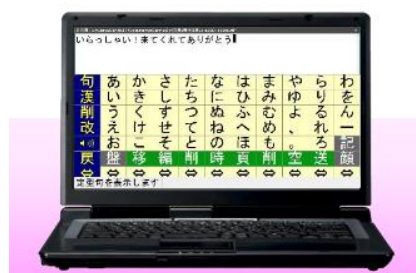 いらっしゃい！来てくれてありがとう
句 あ か さ た な は ま や ら わ
漢 い き し ち に ひ み ゆ り を
削 う く す つ ぬ ふ む よ る ん
改 え け せ て ね へ め 、 れ ー
お こ そ と の ほ も 。 ろ 記
戻 盤 移 編 削 時 頁 削 空 送 顔
定型句を表示します